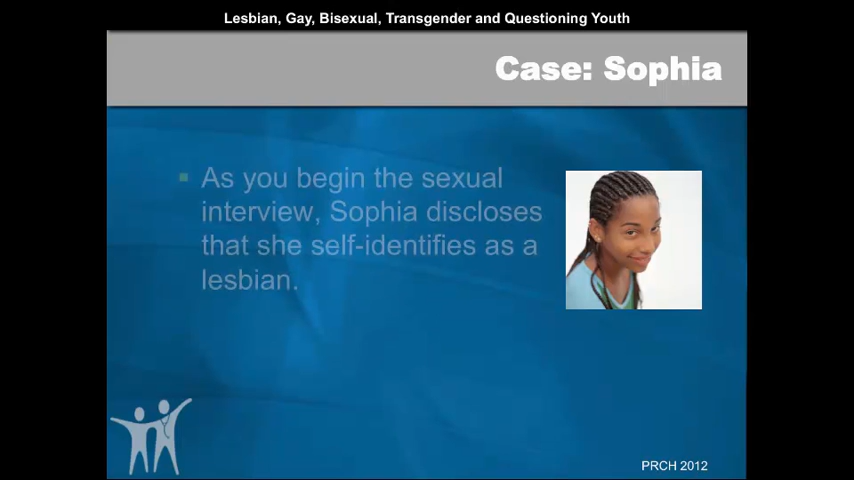 Lesbian, Gay, Bisexual, Transgender and Questioning Youth
Case: Sophia
As you begin the sexual
interview, Sophia discloses
that she self-identifies as a
lesbian.
PRCH 2012